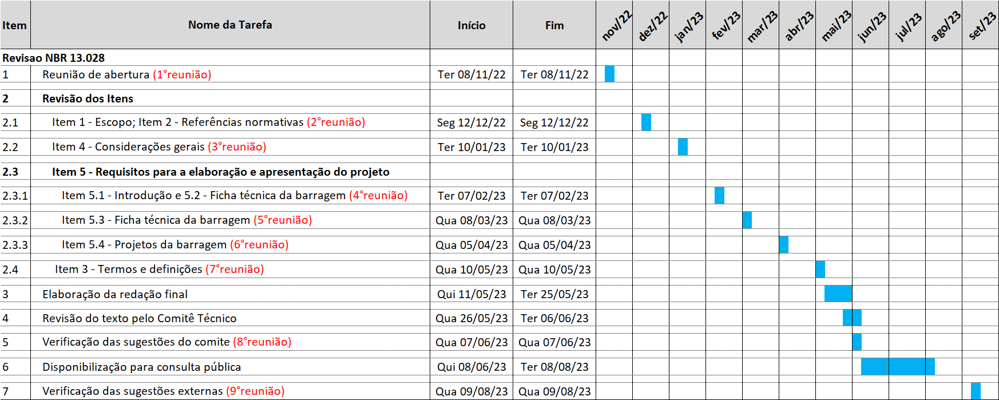 Item Nome da Tarefa Início Fim nov/22 dez/22 jan/23 fev/23 mar/23 abr/23 mai/23 jun/23 jul/23 ago/23 set/23
Revisao NBR 13.028
1 Reunião de abertura (1°reunião) Ter 08/11/22 Ter 08/11/22
2 Revisão dos Itens
2.1 Item 1 - Escopo; Item 2 - Referências normativas (2°reunião) Seg 12/12/22 Seg 12/12/22
2.2 Item 4 - Considerações gerais (3°reunião) Ter 10/01/23 Ter 10/01/23
2.3 Item 5 - Requisitos para a elaboração e apresentação do projeto
2.3.1 Item 5.1 - Introdução e 5.2 - Ficha técnica da barragem (4°reunião) Ter 07/02/23 Ter 07/02/23
2.3.2 Item 5.3 - Ficha técnica da barragem (5°reunião) Qua 08/03/23 Qua 08/03/23
2.3.3 Item 5.4 - Projetos da barragem (6°reunião) Qua 05/04/23 Qua 05/04/23
2.4 Item 3 - Termos e definições (7°reunião) Qua 10/05/23 Qua 10/05/23
3 Elaboração da redação final Qui 11/05/23 Ter 25/05/23
4 Revisão do texto pelo Comitê Técnico Qua 26/05/23 Ter 06/06/23
5 Verificação das sugestões do comite (8°reunião) Qua 07/06/23 Qua 07/06/23
6 Disponibilização para consulta pública Qui 08/06/23 Ter 08/08/23
7 Verificação das sugestões externas (9°reunião) Qua 09/08/23 Qua 09/08/23